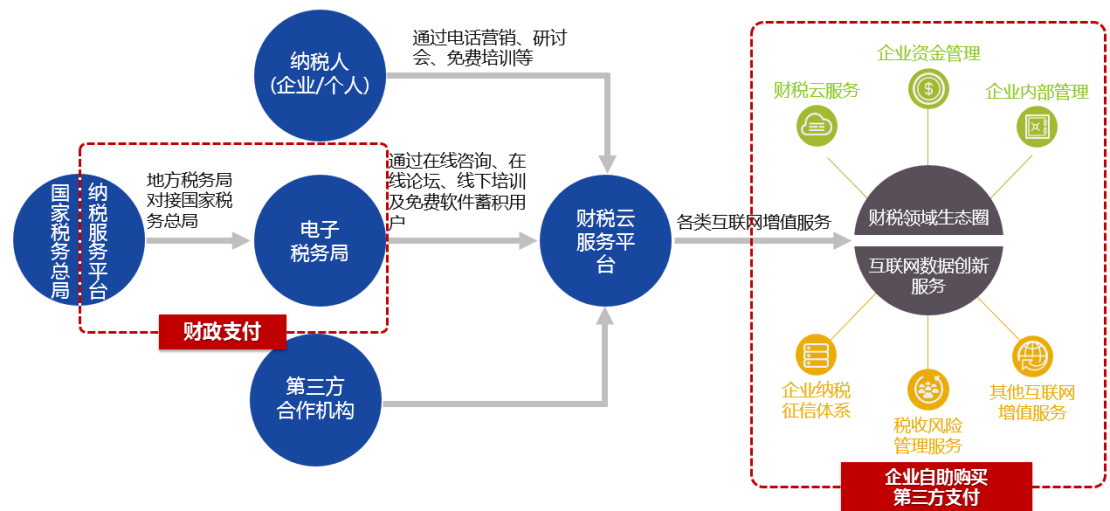 纳税人
(企业/个人)
通过电话营销、研讨
会、免费培训等
国家税务总局
纳税服务平台
地方税务局
对接国家税
务总局
电子
税务局
通过在线咨询、在
线论坛、线下培训
及免费软件蓄积用
户
财政支付
第三方
合作机构
财税云
服务平
台
各类互联网增值服务
企业资金管理
财税云服务
企业内部管理
$
财税领域生态圈
互联网数据创新
服务
企业纳税
征信体系
税收风险
管理服务
其他互联网
增值服务
企业自助购买
第三方支付